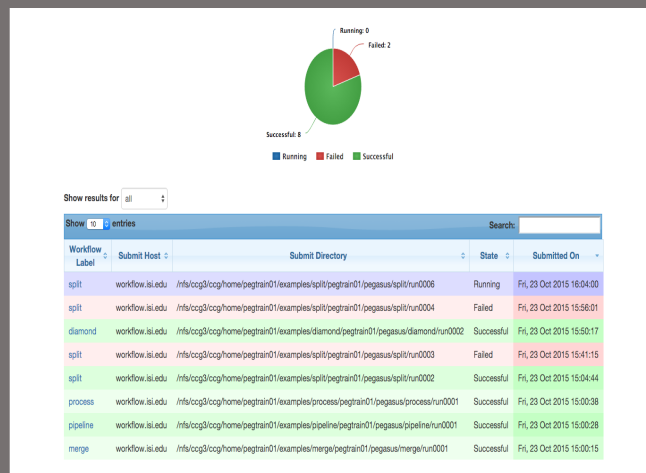 Running: 0
Failed: 2
Successful: 8
Running Failed Successful
Show results for all
Show 10 entries Search:
Workflow Label Submit Host Submit Directory State Submitted On
split workflow.isi.edu /nfs/ccg3/ccg/home/pegtrain01/examples/split/pegtrain01/pegasus/split/run0006 Running Fri, 23 Oct 2015 16:04:00
split workflow.isi.edu /nfs/ccg3/ccg/home/pegtrain01/examples/split/pegtrain01/pegasus/split/run0004 Failed Fri, 23 Oct 2015 15:56:01
diamond workflow.isi.edu /nfs/ccg3/ccg/home/pegtrain01/examples/diamond/pegtrain01/pegasus/diamond/run0002 Successful Fri, 23 Oct 2015 15:50:17
split workflow.isi.edu /nfs/ccg3/ccg/home/pegtrain01/examples/split/pegtrain01/pegasus/split/run0003 Failed Fri, 23 Oct 2015 15:41:15
split workflow.isi.edu /nfs/ccg3/ccg/home/pegtrain01/examples/split/pegtrain01/pegasus/split/run0002 Successful Fri, 23 Oct 2015 15:04:44
process workflow.isi.edu /nfs/ccg3/ccg/home/pegtrain01/examples/process/pegtrain01/pegasus/process/run0001 Successful Fri, 23 Oct 2015 15:00:38
pipeline workflow.isi.edu /nfs/ccg3/ccg/home/pegtrain01/examples/pipeline/pegtrain01/pegasus/pipeline/run0001 Successful Fri, 23 Oct 2015 15:00:28
merge workflow.isi.edu /nfs/ccg3/ccg/home/pegtrain01/examples/merge/pegtrain01/pegasus/merge/run0001 Successful Fri, 23 Oct 2015 15:00:15